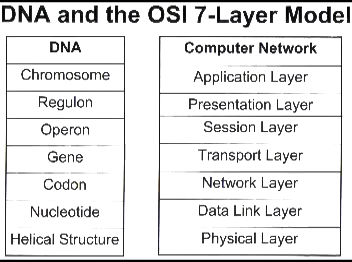 DNA and the OSI 7-Layer Model
DNA
Chromosome
Regulon
Operon
Gene
Codon
Nucleotide
Helical Structure
Computer Network
Application Layer
Presentation Layer
Session Layer
Transport Layer
Network Layer
Data Link Layer
Physical Layer